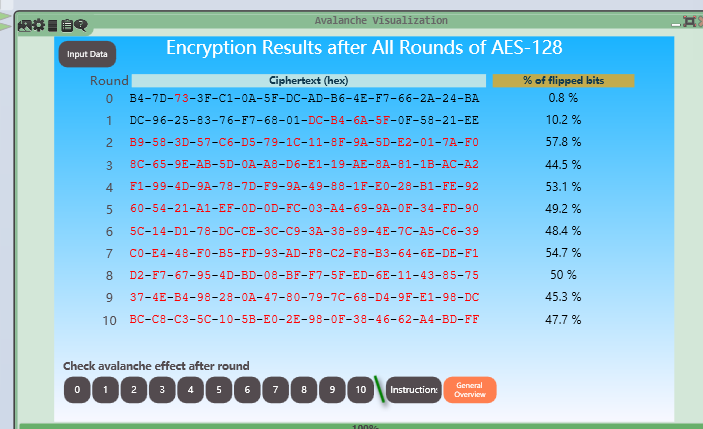 Avalanche Visualization
Input Data
Encryption Results after All Rounds of AES-128
Round Ciphertext (hex) % of flipped bits
0 B4-7D-73-3F-C1-0A-5F-DC-AD-B6-4E-F7-66-2A-24-BA 0.8 %
1 DC-96-25-83-76-F7-68-01-DC-B4-6A-5F-0F-58-21-EE 10.2 %
2 B9-58-3D-57-C6-D5-79-1C-11-8F-9A-5D-E2-01-7A-F0 57.8 %
3 8C-65-9E-AB-5D-0A-A8-D6-E1-19-AE-8A-81-1B-AC-A2 44.5 %
4 F1-99-4D-9A-78-7D-F9-9A-49-88-1F-E0-28-B1-FE-92 53.1 %
5 60-54-21-A1-EF-0D-0D-FC-03-A4-69-9A-0F-34-FD-90 49.2 %
6 5C-14-D1-78-DC-CE-3C-C9-3A-38-89-4E-7C-A5-C6-39 48.4 %
7 C0-E4-48-F0-B5-FD-93-AD-F8-C2-F8-B3-64-6E-DE-F1 54.7 %
8 D2-F7-67-95-4D-BD-08-BF-F7-5F-ED-6E-11-43-85-75 50 %
9 37-4E-B4-98-28-0A-47-80-79-7C-68-D4-9F-E1-98-DC 45.3 %
10 BC-C8-C3-5C-10-5B-E0-2E-98-0F-38-46-62-A4-BD-FF 47.7 %
Check avalanche effect after round
0 1 2 3 4 5 6 7 8 9 10 Instruction: General
Overview
100%